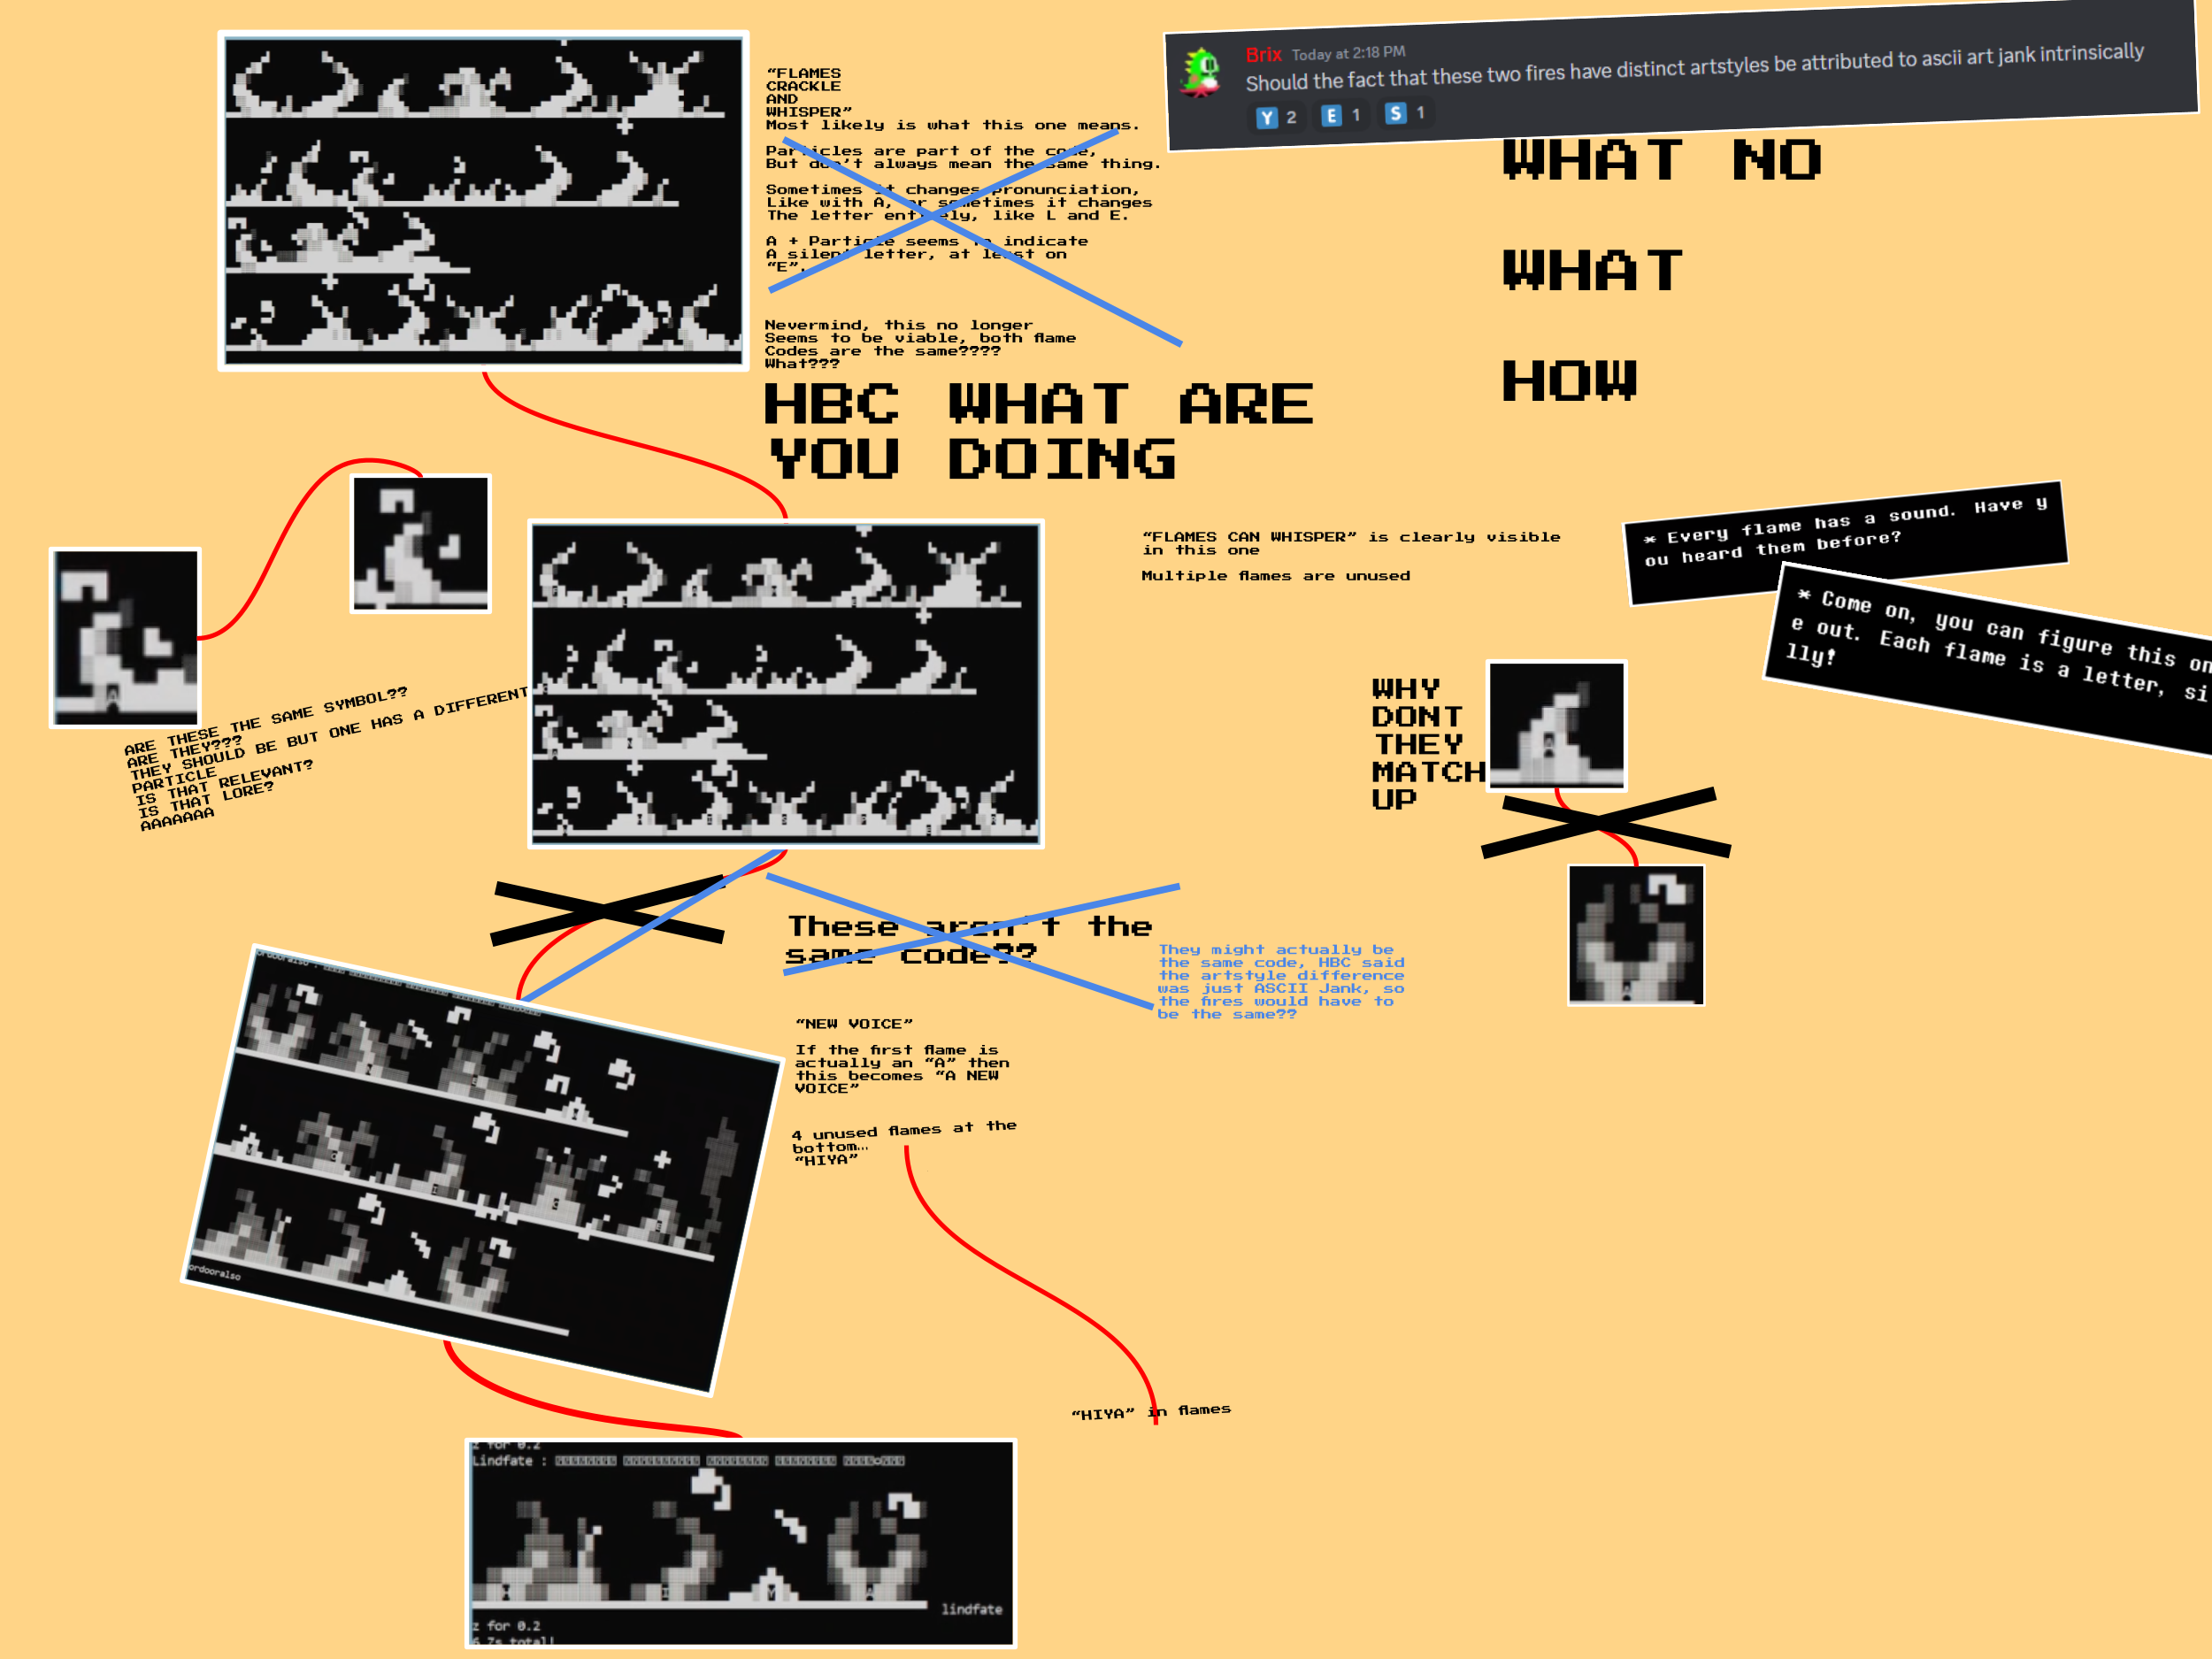 “FLAMES
CRACKLE
AND
WHISPER”
Most likely is what this one means.
Particles are part of the code,
But don’t always mean the same thing.
Sometimes it changes pronunciation,
Like with A, or sometimes it changes
The letter entirely, like L and E.
A + Particle seems to indicate
A silent letter, at least on
“E”.
Nevermind, this no longer
Seems to be viable, both flame
Codes are the same????
What???
HBC WHAT ARE
YOU DOING
Brix Today at 2:18 PM
Should the fact that these two fires have distinct artstyles be attributed to ascii art jank intrinsically
Y 2 E 1 S 1
WHAT NO
WHAT
HOW
“FLAMES CAN WHISPER” is clearly visible
in this one
Multiple flames are unused
* Every flame has a sound. Have y
ou heard them before?
* Come on, you can figure this on
e out. Each flame is a letter, si
lly!
WHY
DONT
THEY
MATCH
UP
ARE THESE THE SAME SYMBOL??
ARE THEY???
THEY SHOULD BE BUT ONE HAS A DIFFERENT
PARTICLE
IS THAT RELEVANT?
IS THAT LORE?
AAAAAAA
These aren’t the
same code??
They might actually be
the same code, HBC said
the artstyle difference
was just ASCII Jank, so
the fires would have to
be the same??
“NEW VOICE”
If the first flame is
actually an “A” then
this becomes “A NEW
VOICE”
4 unused flames at the
bottom…
“HIYA”
ordooralso
“HIYA” in flames
z for 0.2
Lindfate :
H I Y A
lindfate
z for 0.2
6.7s total!